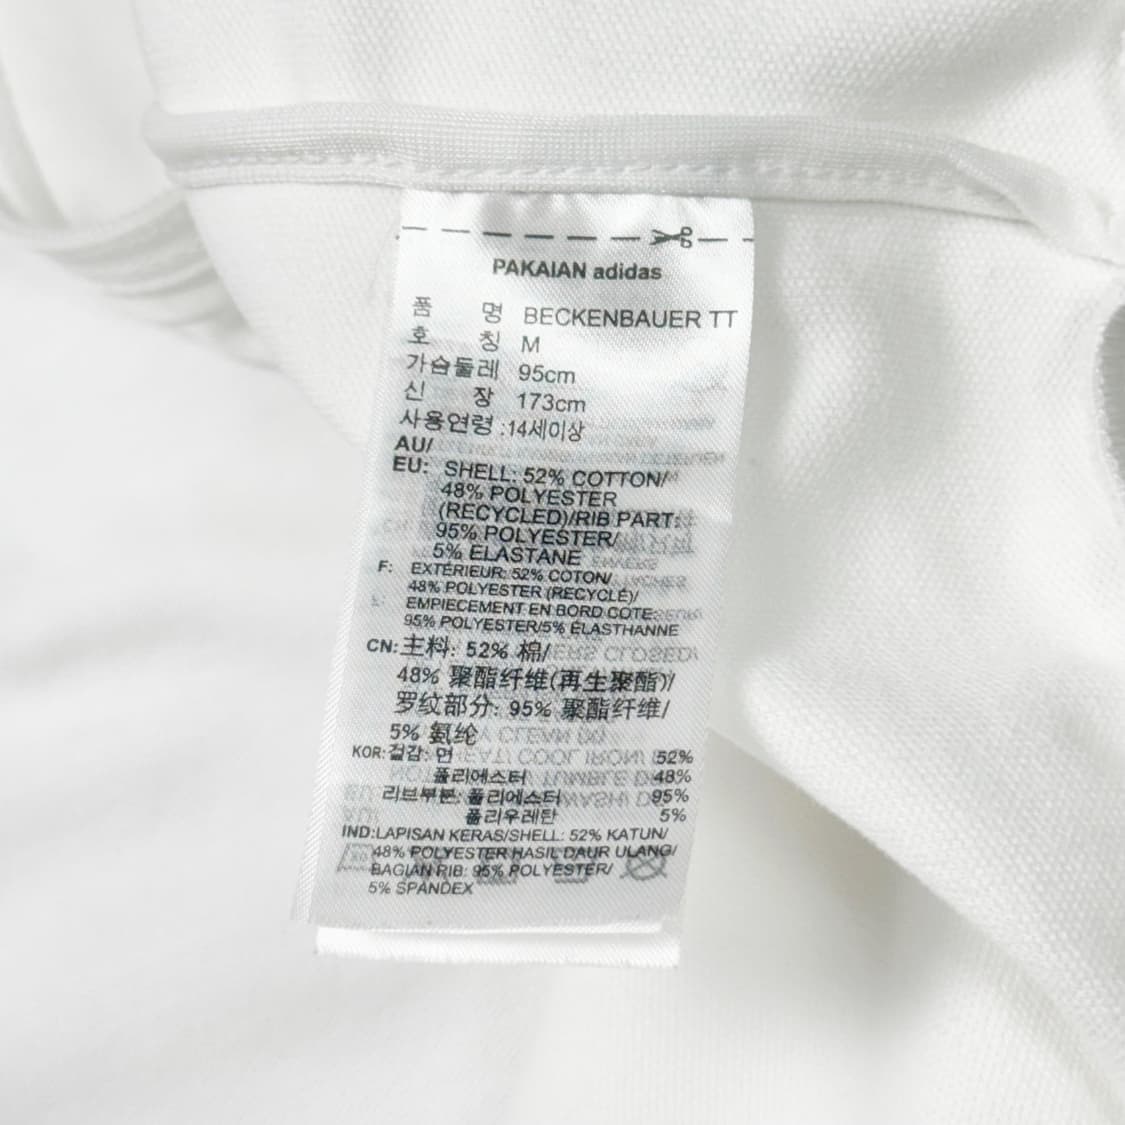 PAKAIAN adidas
품 명 BECKENBAUER TT
호 칭 M
가슴둘레 95cm
신 장 173cm
사용연령 :14세이상
AU/
EU: SHELL: 52% COTTON/
48% POLYESTER
(RECYCLED)/RIB PART:
95% POLYESTER/
5% ELASTANE
F: EXTÉRIEUR: 52% COTON/
48% POLYESTER (RECYCLÉ)/
EMPIECEMENT EN BORD COTE:
95% POLYESTER/5% ÉLASTHANNE
CN:主料: 52% 棉/
48% 聚酯纤维(再生聚酯)/
罗纹部分: 95% 聚酯纤维/
5% 氨纶
KOR:겉감: 면 52%
폴리에스터 48%
리브부분: 폴리에스터 95%
폴리우레탄 5%
IND:LAPISAN KERAS/SHELL: 52% KATUN/
48% POLYESTER HASIL DAUR ULANG/
BAGIAN RIB: 95% POLYESTER/
5% SPANDEX